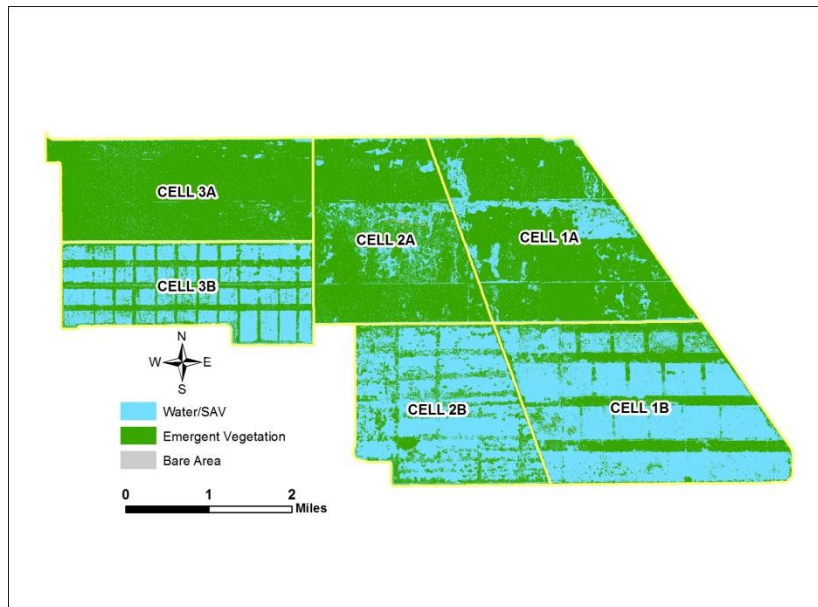 CELL 3A
CELL 2A
CELL 1A
CELL 3B
N
W E
S
CELL 2B
CELL 1B
Water/SAV
Emergent Vegetation
Bare Area
0 1 2
Miles